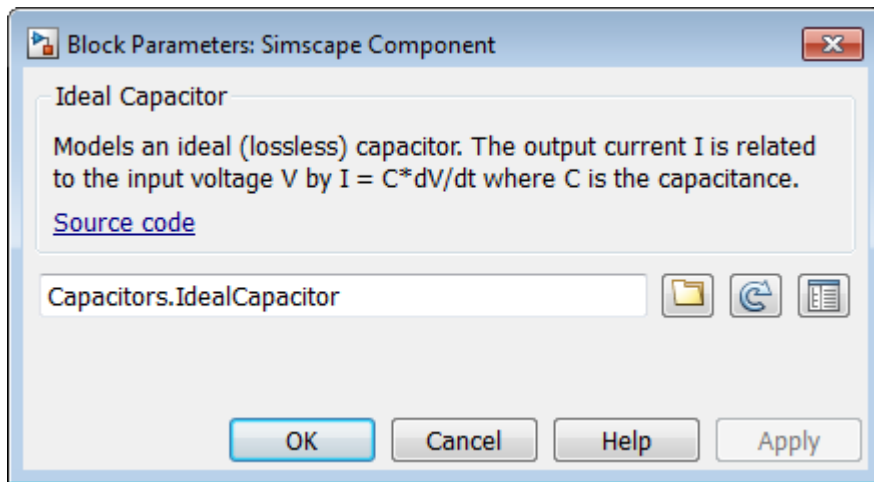 Block Parameters: Simscape Component
Ideal Capacitor
Models an ideal (lossless) capacitor. The output current I is related
to the input voltage V by I = C*dV/dt where C is the capacitance.
Source code
Capacitors.IdealCapacitor
OK Cancel Help Apply